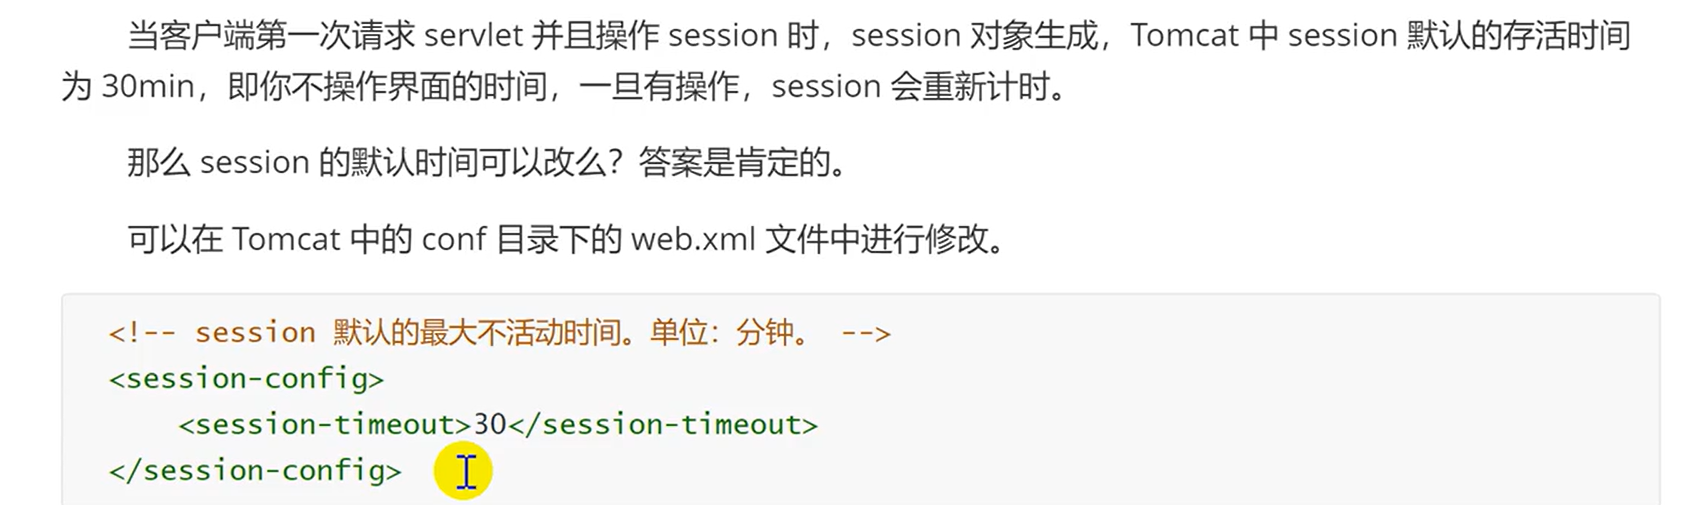 当客户端第一次请求 servlet 并且操作 session 时，session 对象生成，Tomcat 中 session 默认的存活时间
为 30min，即你不操作界面的时间，一旦有操作，session 会重新计时。
那么 session 的默认时间可以改么？答案是肯定的。
可以在 Tomcat 中的 conf 目录下的 web.xml 文件中进行修改。
<!-- session 默认的最大不活动时间。单位：分钟。 -->
<session-config>
    <session-timeout>30</session-timeout>
</session-config>